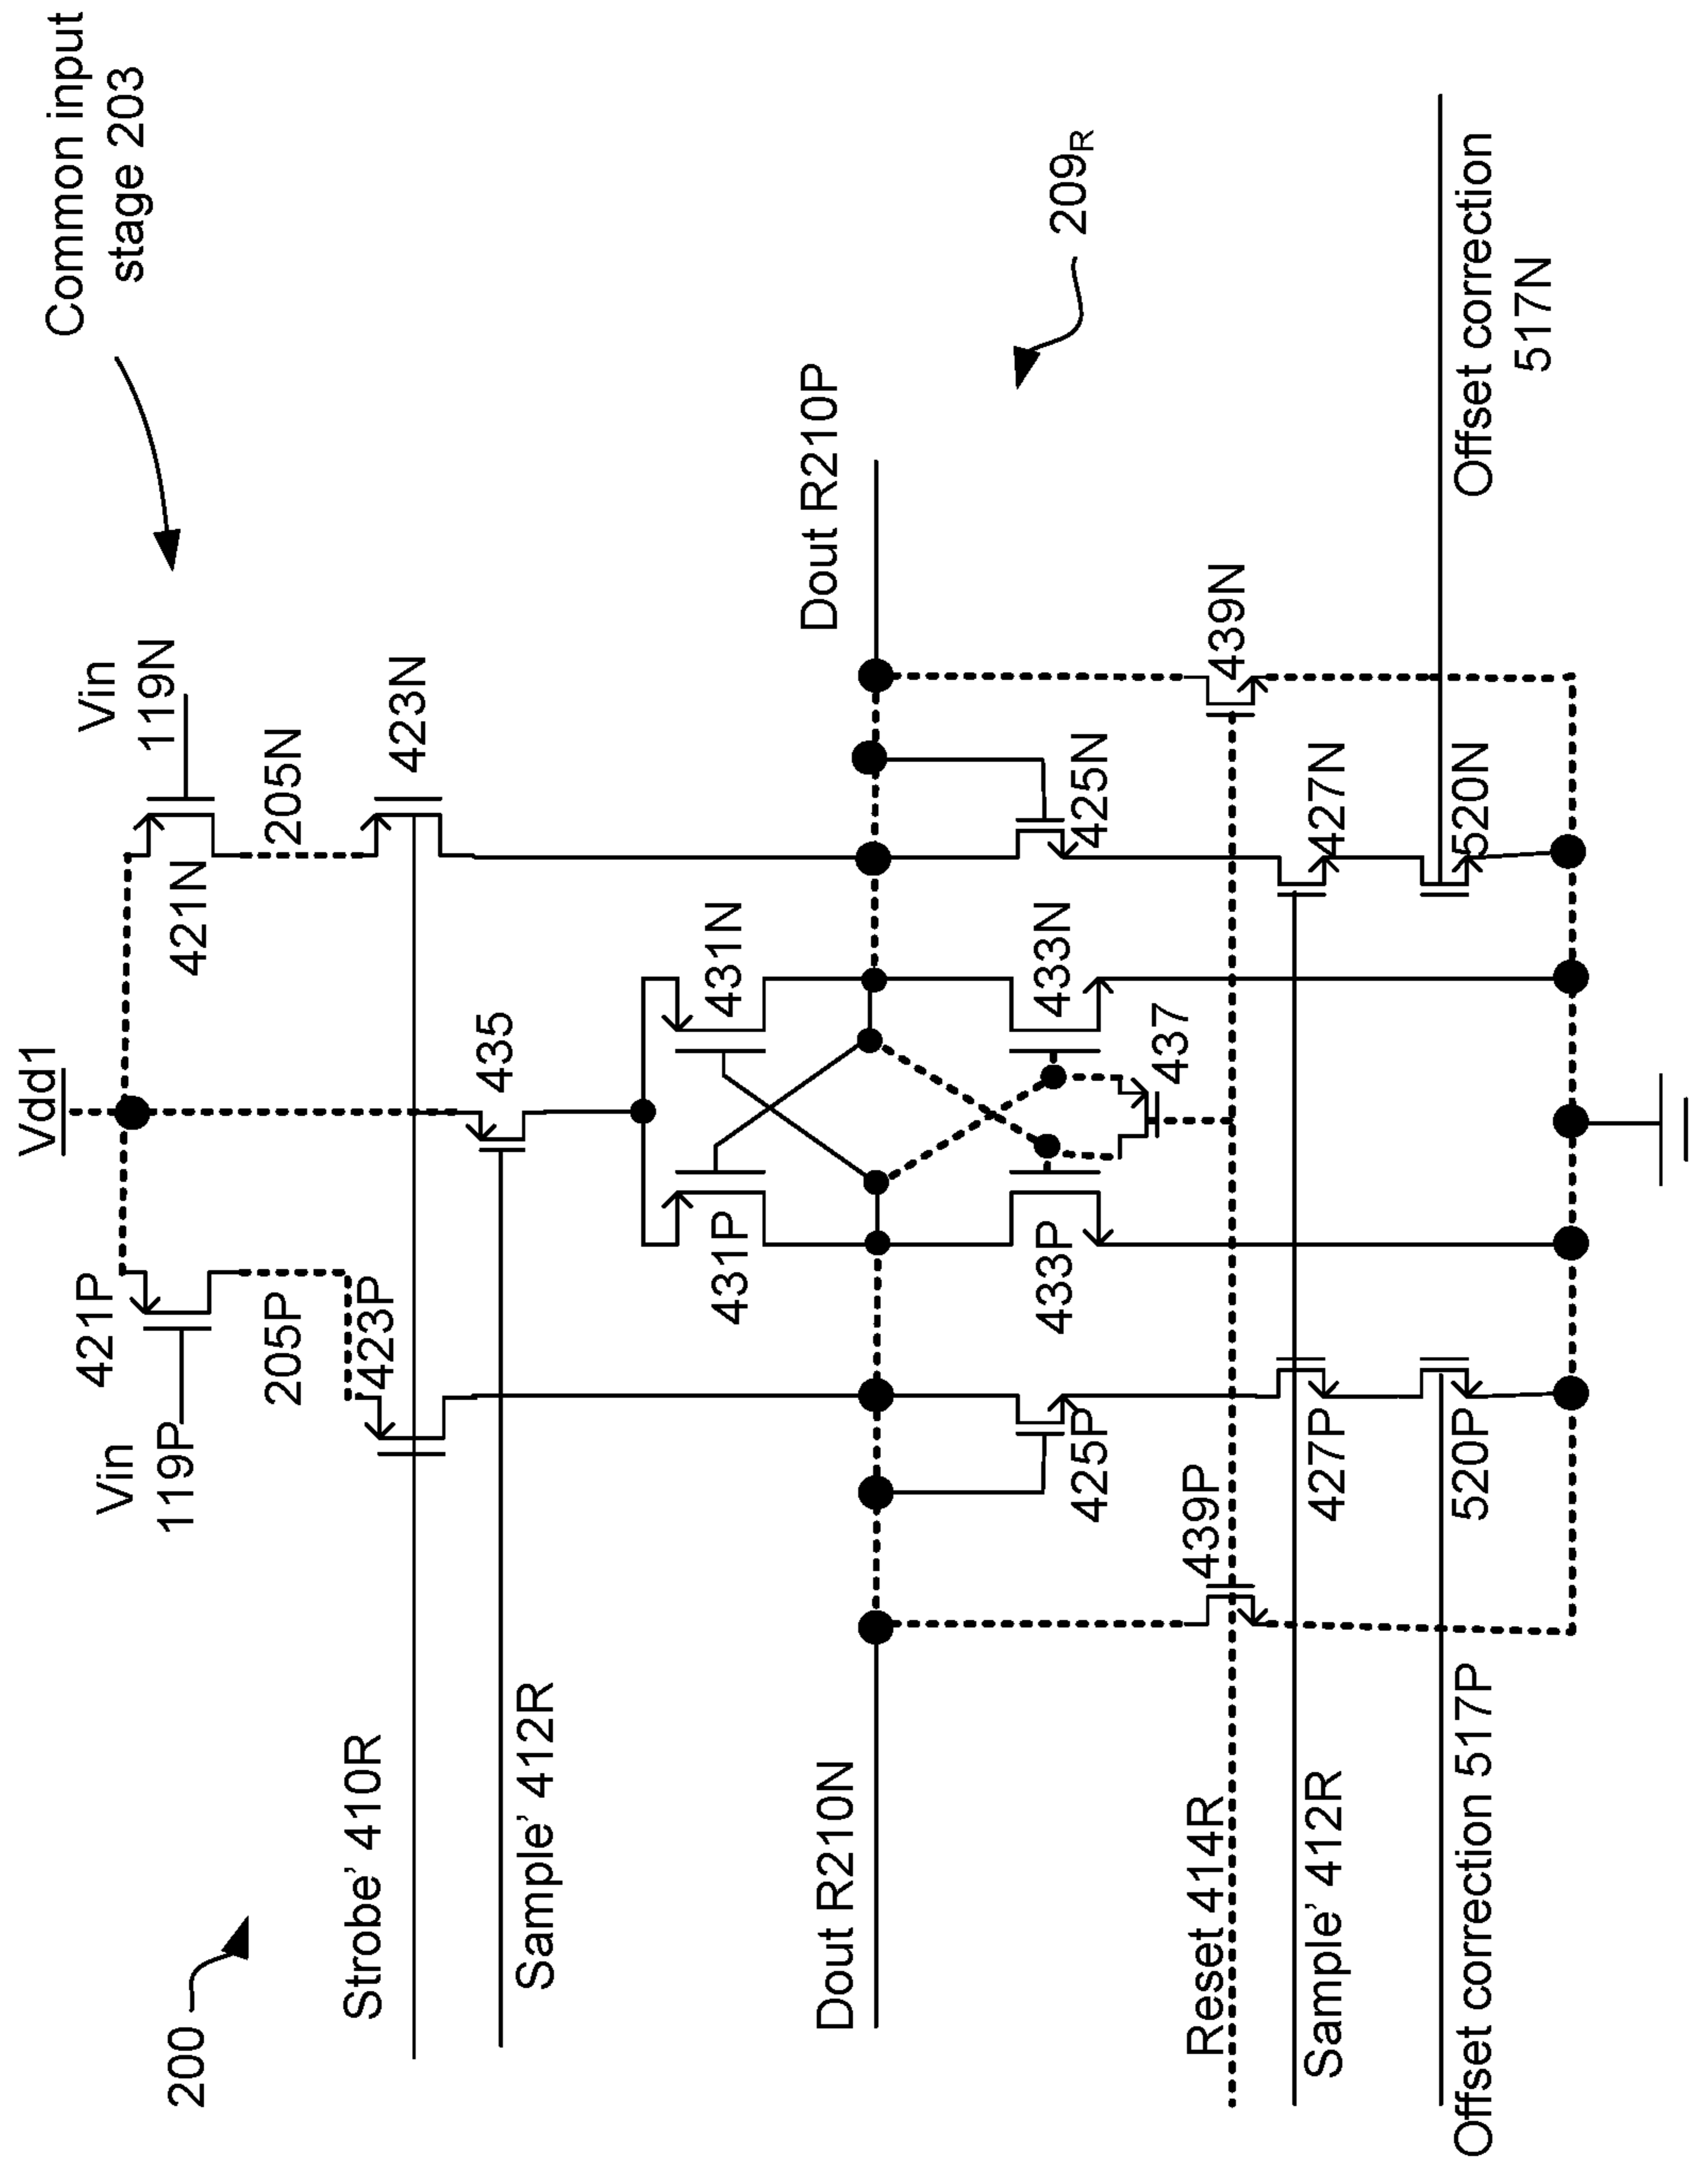 200
Common input
stage 203
Vdd1
Vin
119P
421P
Vin
119N
421N
205P
205N
Strobe’ 410R
423P
423N
Sample’ 412R
435
431P
431N
Dout R210N
Dout R210P
209R
425P
433P
433N
425N
437
Reset 414R
439P
439N
Sample’ 412R
427P
427N
Offset correction 517P
520P
520N
Offset correction
517N